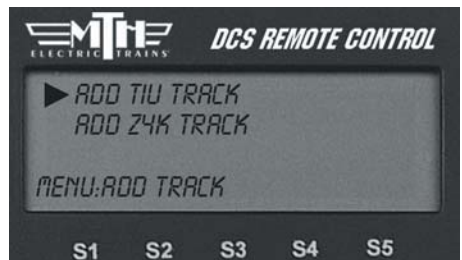 MTH
ELECTRIC TRAINS
DCS REMOTE CONTROL
ADD TIU TRACK
ADD Z4K TRACK
MENU:ADD TRACK
S1 S2 S3 S4 S5